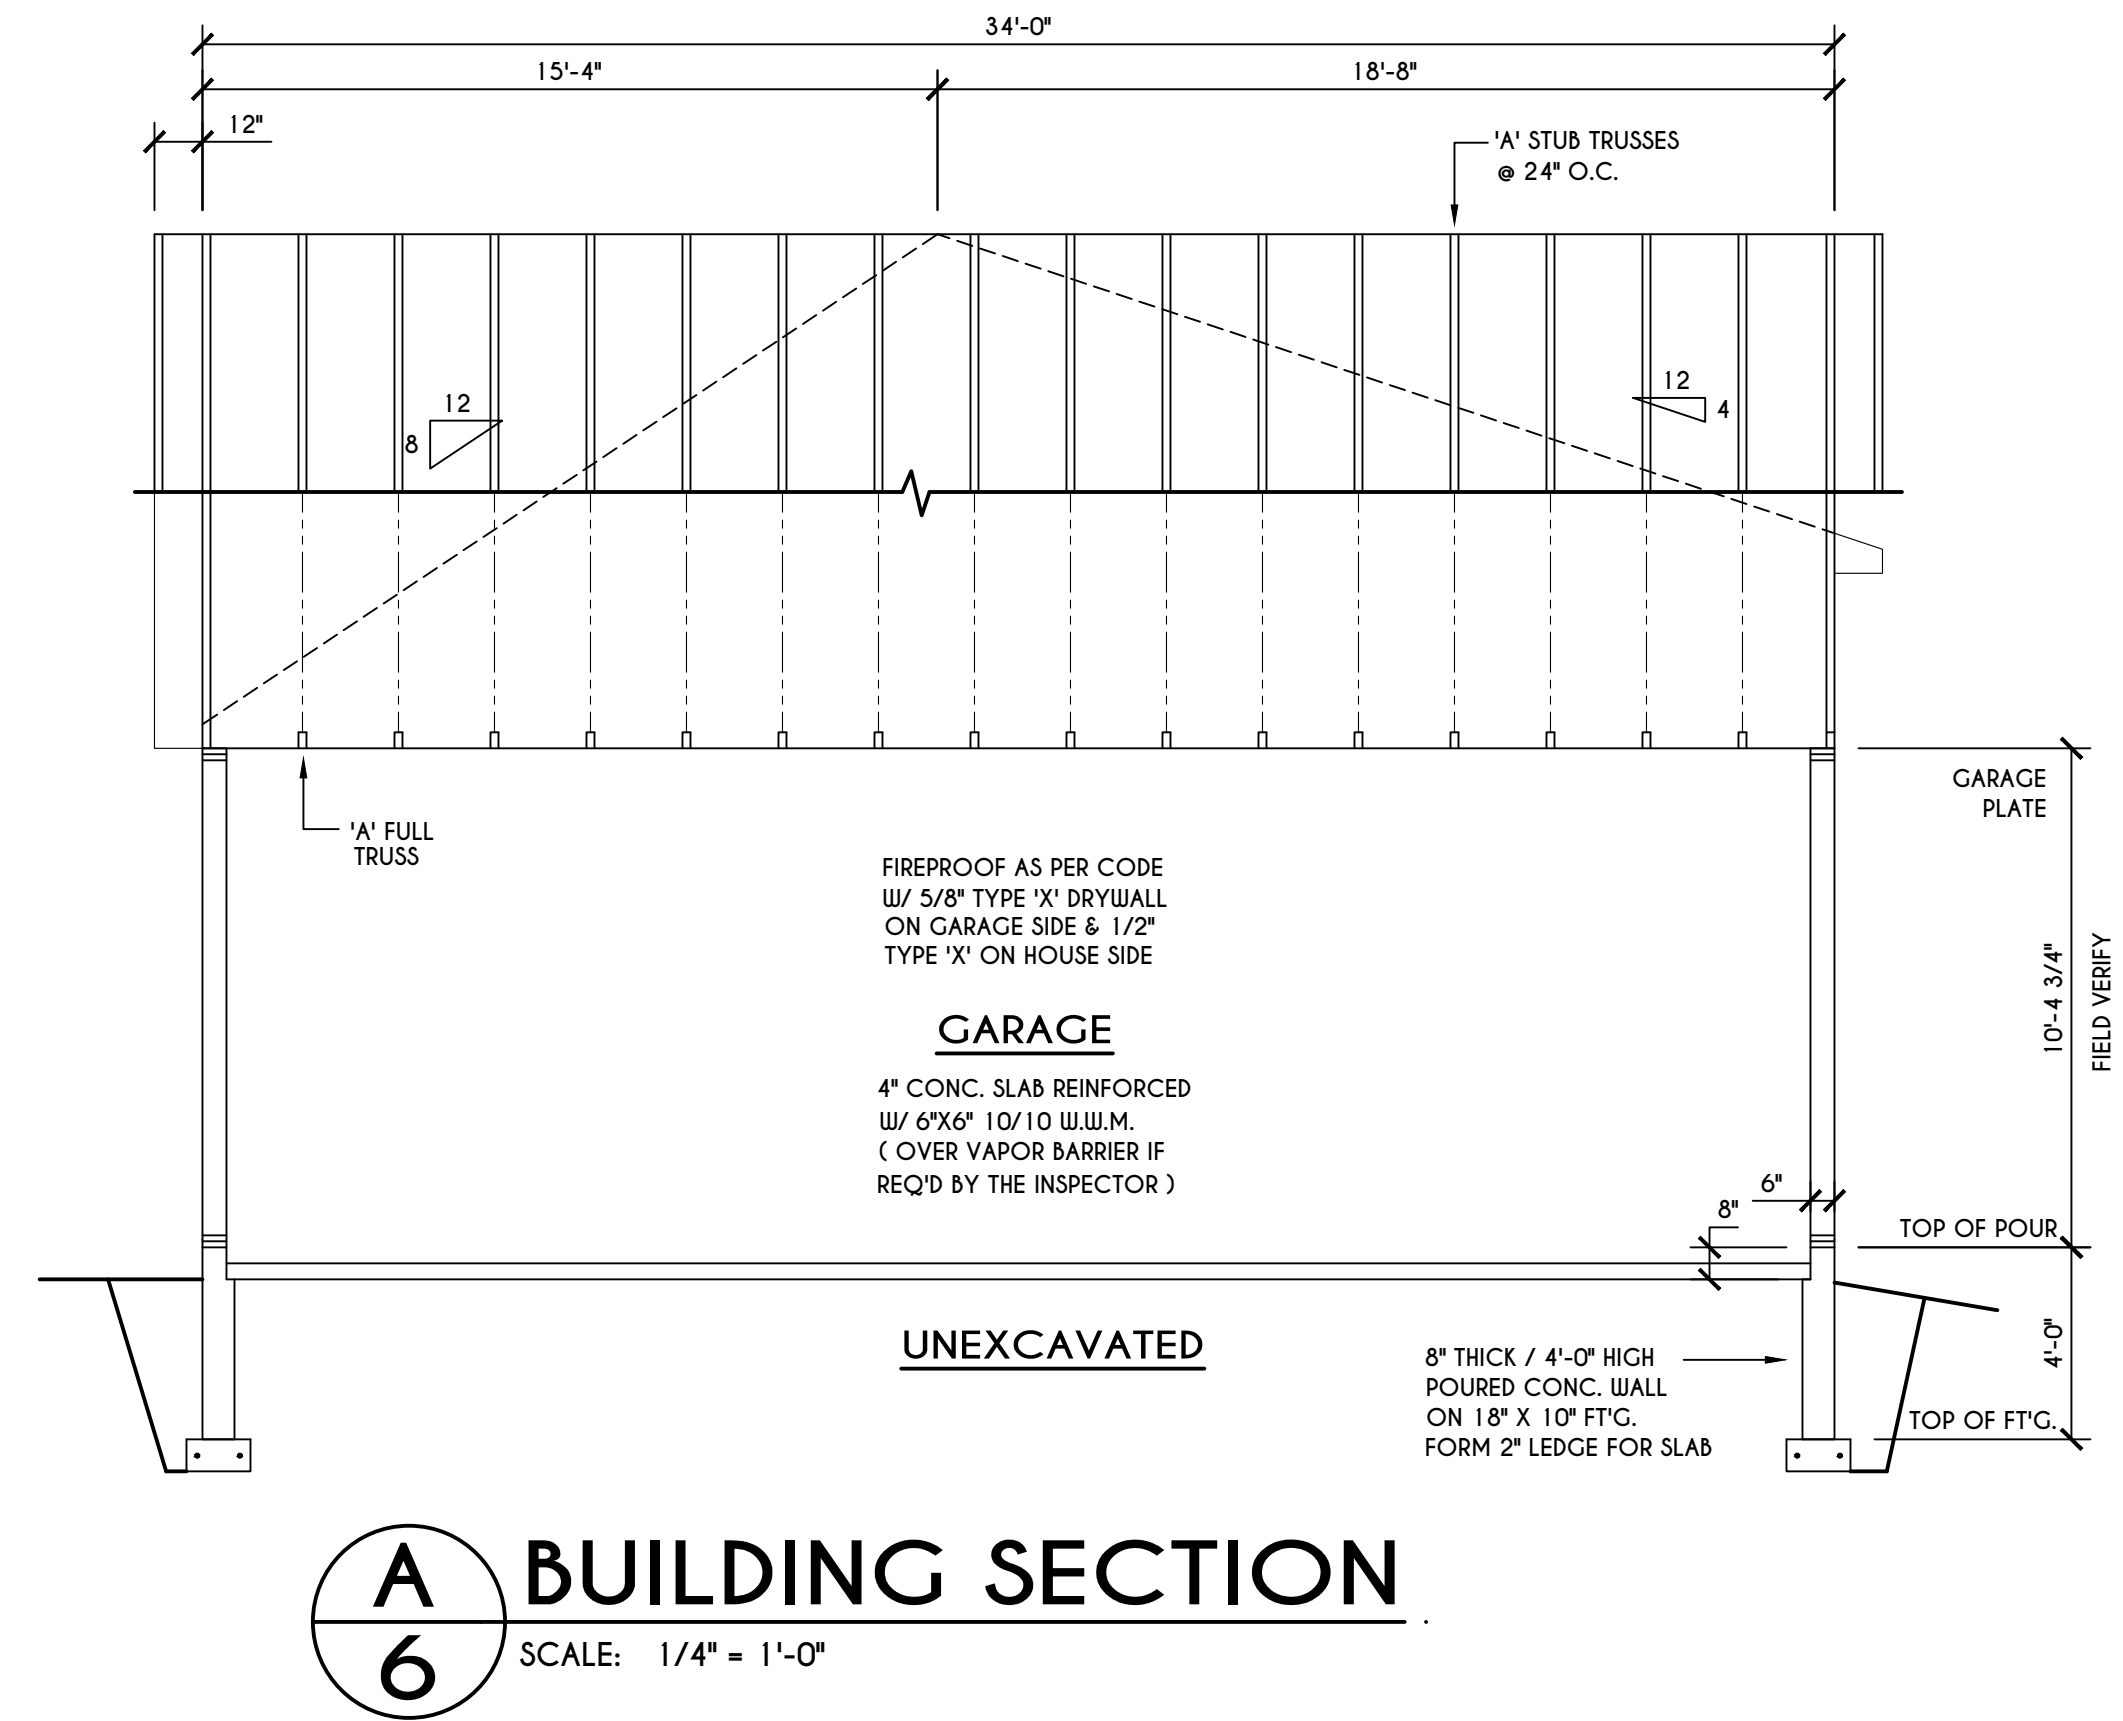 34'-0"
15'-4"
18'-8"
12"
'A' STUB TRUSSES
@ 24" O.C.
12
8
12
4
GARAGE
PLATE
'A' FULL
TRUSS
FIREPROOF AS PER CODE
W/ 5/8" TYPE 'X' DRYWALL
ON GARAGE SIDE & 1/2"
TYPE 'X' ON HOUSE SIDE
10'-4 3/4"
FIELD VERIFY
GARAGE
4" CONC. SLAB REINFORCED
W/ 6"X6" 10/10 W.W.M.
( OVER VAPOR BARRIER IF
REQ'D BY THE INSPECTOR )
6"
8"
TOP OF POUR
UNEXCAVATED
4'-0"
8" THICK / 4'-0" HIGH
POURED CONC. WALL
ON 18" X 10" FT'G.
FORM 2" LEDGE FOR SLAB
TOP OF FT'G.
A
6
BUILDING SECTION
SCALE: 1/4" = 1'-0"